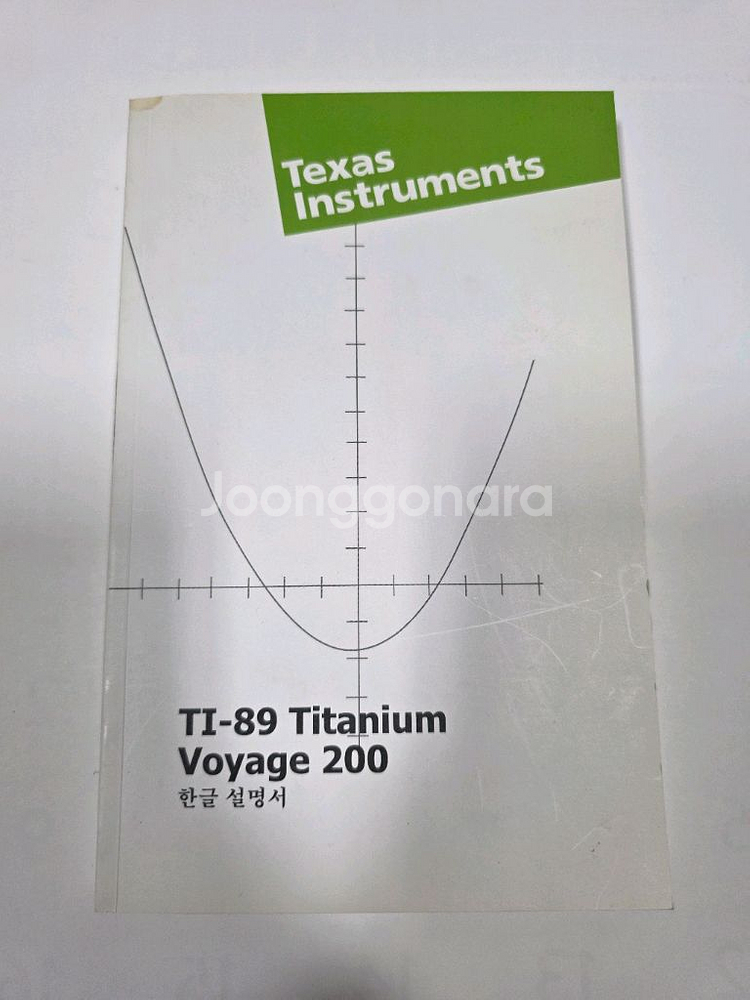 Texas
Instruments
Joonggonara
TI-89 Titanium
Voyage 200
한글 설명서